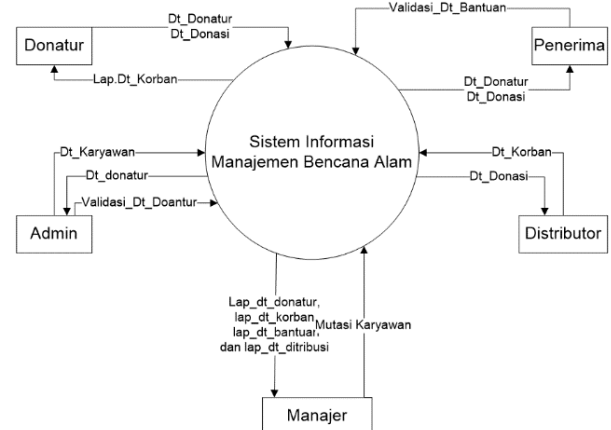 Donatur
Dt_Donatur
Dt_Donasi
Lap.Dt_Korban
Validasi_Dt_Bantuan
Penerima
Dt_Donatur
Dt_Donasi
Sistem Informasi
Manajemen Bencana Alam
Dt_Karyawan
Dt_donatur
Validasi_Dt_Doantur
Admin
Dt_Korban
Dt_Donasi
Distributor
Lap_dt_donatur,
lap_dt_korban,
lap_dt_bantuan
dan lap_dt_ditribusi
Mutasi Karyawan
Manajer